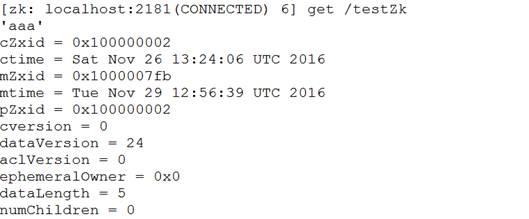 [zk: localhost:2181(CONNECTED) 6] get /testZk
'aaa'
cZxid = 0x100000002
ctime = Sat Nov 26 13:24:06 UTC 2016
mZxid = 0x1000007fb
mtime = Tue Nov 29 12:56:39 UTC 2016
pZxid = 0x100000002
cversion = 0
dataVersion = 24
aclVersion = 0
ephemeralOwner = 0x0
dataLength = 5
numChildren = 0